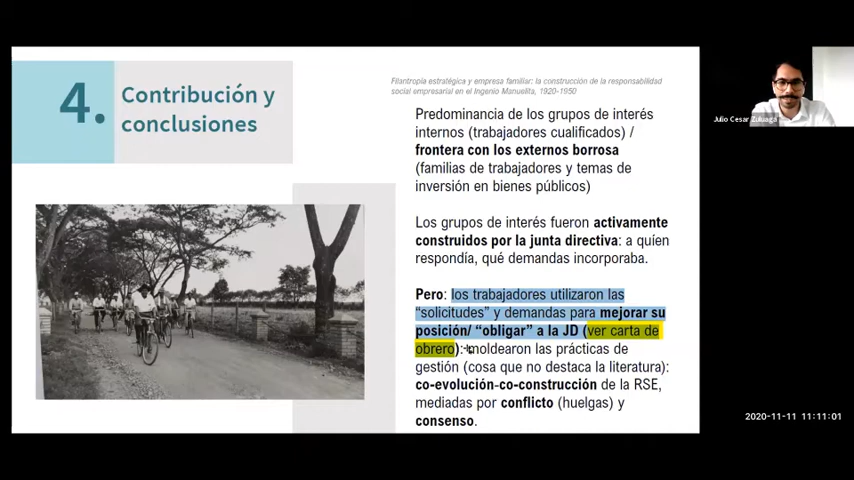 4.
Contribución y
conclusiones
Filantropía estratégica y empresa familiar: la construcción de la responsabilidad
social empresarial en el Ingenio Manuelita, 1920-1950
Predominancia de los grupos de interés
internos (trabajadores cualificados) /
frontera con los externos borrosa
(familias de trabajadores y temas de
inversión en bienes públicos)
Los grupos de interés fueron activamente
construidos por la junta directiva: a quien
respondía, qué demandas incorporaba.
Pero: los trabajadores utilizaron las
“solicitudes” y demandas para mejorar su
posición/ “obligar” a la JD (ver carta de
obrero): moldearon las prácticas de
gestión (cosa que no destaca la literatura):
co-evolución-co-construcción de la RSE,
mediadas por conflicto (huelgas) y
consenso.
Julio Cesar Zuluaga
2020-11-11 11:11:01